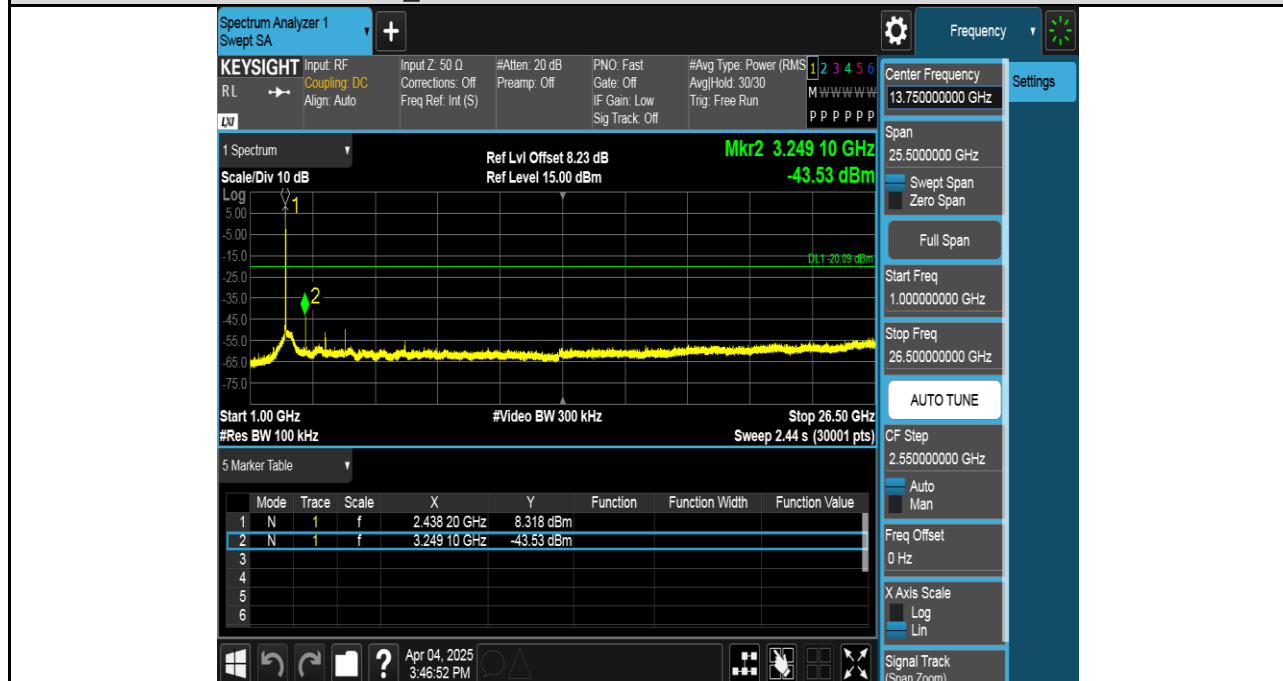 Spectrum Analyzer 1
Swept SA
+
Frequency
KEYSIGHT
RL
LXI
Input: RF
Coupling: DC
Align: Auto
Input Z: 50 Ω
Corrections: Off
Freq Ref: Int (S)
#Atten: 20 dB
Preamp: Off
PNO: Fast
Gate: Off
IF Gain: Low
Sig Track: Off
#Avg Type: Power (RMS
Avg|Hold: 30/30
Trig: Free Run
1 2 3 4 5 6
M W W W W W
P P P P P P
1 Spectrum
Scale/Div 10 dB
Ref Lvl Offset 8.23 dB
Ref Level 15.00 dBm
Mkr2 3.249 10 GHz
-43.53 dBm
Log
5.00
-5.00
-15.0
-25.0
-35.0
-45.0
-55.0
-65.0
-75.0
1
2
DL1 -20.09 dBm
Start 1.00 GHz
#Video BW 300 kHz
Stop 26.50 GHz
#Res BW 100 kHz
Sweep 2.44 s (30001 pts)
5 Marker Table
Mode Trace Scale X Y Function Function Width Function Value
1 N 1 f 2.438 20 GHz 8.318 dBm
2 N 1 f 3.249 10 GHz -43.53 dBm
3
4
5
6
?
Apr 04, 2025
3:46:52 PM
Center Frequency
13.750000000 GHz
Settings
Span
25.5000000 GHz
Swept Span
Zero Span
Full Span
Start Freq
1.000000000 GHz
Stop Freq
26.500000000 GHz
AUTO TUNE
CF Step
2.550000000 GHz
Auto
Man
Freq Offset
0 Hz
X Axis Scale
Log
Lin
Signal Track
(Span Zoom)